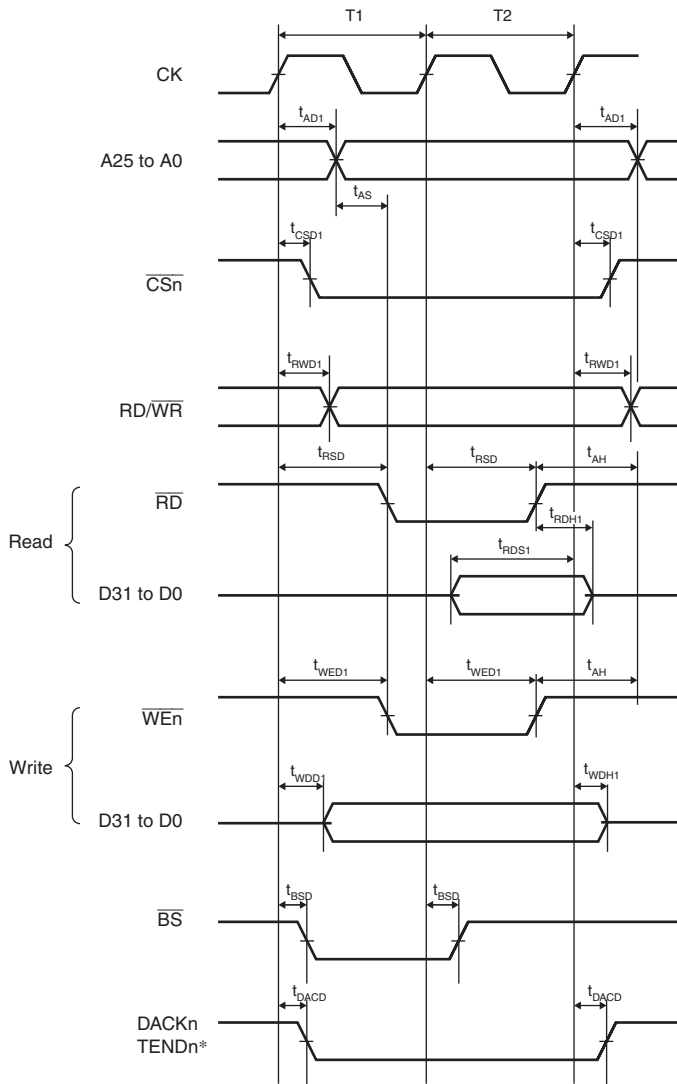 T1 T2
CK
tAD1 tAD1
A25 to A0
tAS
tCSD1 tCSD1
CSn
tRWD1 tRWD1
RD/WR
tRSD tRSD tAH
RD
tRDH1
Read
tRDS1
D31 to D0
tWED1 tWED1 tAH
WEn
Write
tWDD1 tWDH1
D31 to D0
tBSD tBSD
BS
tDACD tDACD
DACKn
TENDn*